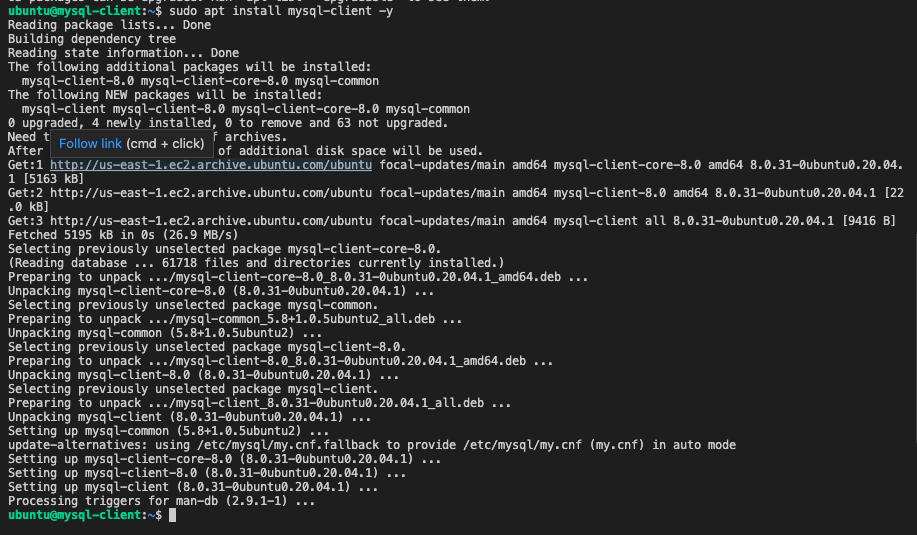 ubuntu@mysql-client:~$ sudo apt install mysql-client -y
Reading package lists... Done
Building dependency tree
Reading state information... Done
The following additional packages will be installed:
  mysql-client-8.0 mysql-client-core-8.0 mysql-common
The following NEW packages will be installed:
  mysql-client mysql-client-8.0 mysql-client-core-8.0 mysql-common
0 upgraded, 4 newly installed, 0 to remove and 63 not upgraded.
Need t
f archives.
Follow link (cmd + click)
After
of additional disk space will be used.
Get:1 http://us-east-1.ec2.archive.ubuntu.com/ubuntu focal-updates/main amd64 mysql-client-core-8.0 amd64 8.0.31-0ubuntu0.20.04.
1 [5163 kB]
Get:2 http://us-east-1.ec2.archive.ubuntu.com/ubuntu focal-updates/main amd64 mysql-client-8.0 amd64 8.0.31-0ubuntu0.20.04.1 [22
.0 kB]
Get:3 http://us-east-1.ec2.archive.ubuntu.com/ubuntu focal-updates/main amd64 mysql-client all 8.0.31-0ubuntu0.20.04.1 [9416 B]
Fetched 5195 kB in 0s (26.9 MB/s)
Selecting previously unselected package mysql-client-core-8.0.
(Reading database ... 61718 files and directories currently installed.)
Preparing to unpack .../mysql-client-core-8.0_8.0.31-0ubuntu0.20.04.1_amd64.deb ...
Unpacking mysql-client-core-8.0 (8.0.31-0ubuntu0.20.04.1) ...
Selecting previously unselected package mysql-common.
Preparing to unpack .../mysql-common_5.8+1.0.5ubuntu2_all.deb ...
Unpacking mysql-common (5.8+1.0.5ubuntu2) ...
Selecting previously unselected package mysql-client-8.0.
Preparing to unpack .../mysql-client-8.0_8.0.31-0ubuntu0.20.04.1_amd64.deb ...
Unpacking mysql-client-8.0 (8.0.31-0ubuntu0.20.04.1) ...
Selecting previously unselected package mysql-client.
Preparing to unpack .../mysql-client_8.0.31-0ubuntu0.20.04.1_all.deb ...
Unpacking mysql-client (8.0.31-0ubuntu0.20.04.1) ...
Setting up mysql-common (5.8+1.0.5ubuntu2) ...
update-alternatives: using /etc/mysql/my.cnf.fallback to provide /etc/mysql/my.cnf (my.cnf) in auto mode
Setting up mysql-client-core-8.0 (8.0.31-0ubuntu0.20.04.1) ...
Setting up mysql-client-8.0 (8.0.31-0ubuntu0.20.04.1) ...
Setting up mysql-client (8.0.31-0ubuntu0.20.04.1) ...
Processing triggers for man-db (2.9.1-1) ...
ubuntu@mysql-client:~$